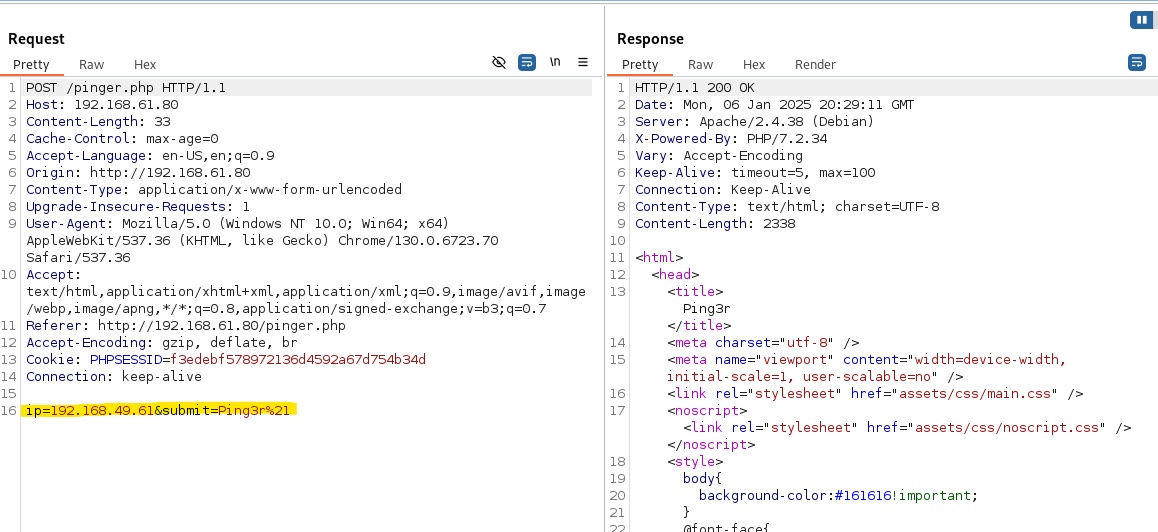 Request
Pretty Raw Hex \n
1 POST /pinger.php HTTP/1.1
2 Host: 192.168.61.80
3 Content-Length: 33
4 Cache-Control: max-age=0
5 Accept-Language: en-US,en;q=0.9
6 Origin: http://192.168.61.80
7 Content-Type: application/x-www-form-urlencoded
8 Upgrade-Insecure-Requests: 1
9 User-Agent: Mozilla/5.0 (Windows NT 10.0; Win64; x64)
AppleWebKit/537.36 (KHTML, like Gecko) Chrome/130.0.6723.70
Safari/537.36
10 Accept:
text/html,application/xhtml+xml,application/xml;q=0.9,image/avif,image
/webp,image/apng,*/*;q=0.8,application/signed-exchange;v=b3;q=0.7
11 Referer: http://192.168.61.80/pinger.php
12 Accept-Encoding: gzip, deflate, br
13 Cookie: PHPSESSID=f3edebf578972136d4592a67d754b34d
14 Connection: keep-alive
15
16 ip=192.168.49.61&submit=Ping3r%21
Response
Pretty Raw Hex Render
1 HTTP/1.1 200 OK
2 Date: Mon, 06 Jan 2025 20:29:11 GMT
3 Server: Apache/2.4.38 (Debian)
4 X-Powered-By: PHP/7.2.34
5 Vary: Accept-Encoding
6 Keep-Alive: timeout=5, max=100
7 Connection: Keep-Alive
8 Content-Type: text/html; charset=UTF-8
9 Content-Length: 2338
10
11 <html>
12 <head>
13 <title>
Ping3r
</title>
14 <meta charset="utf-8" />
15 <meta name="viewport" content="width=device-width,
initial-scale=1, user-scalable=no" />
16 <link rel="stylesheet" href="assets/css/main.css" />
17 <noscript>
<link rel="stylesheet" href="assets/css/noscript.css" />
</noscript>
18 <style>
19 body{
20 background-color:#161616!important;
21 }
22 @font-face{